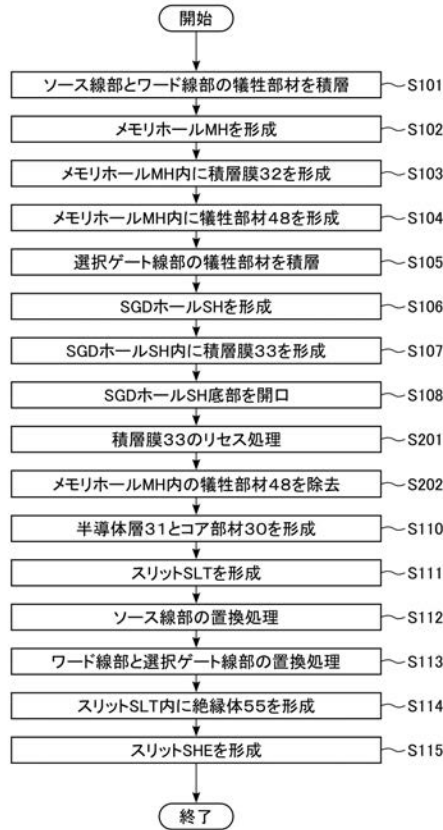 開始
ソース線部とワード線部の犠牲部材を積層 S101
メモリホールMHを形成 S102
メモリホールMH内に積層膜32を形成 S103
メモリホールMH内に犠牲部材48を形成 S104
選択ゲート線部の犠牲部材を積層 S105
SGDホールSHを形成 S106
SGDホールSH内に積層膜33を形成 S107
SGDホールSH底部を開口 S108
積層膜33のリセス処理 S201
メモリホールMH内の犠牲部材48を除去 S202
半導体層31とコア部材30を形成 S110
スリットSLTを形成 S111
ソース線部の置換処理 S112
ワード線部と選択ゲート線部の置換処理 S113
スリットSLT内に絶縁体55を形成 S114
スリットSHEを形成 S115
終了